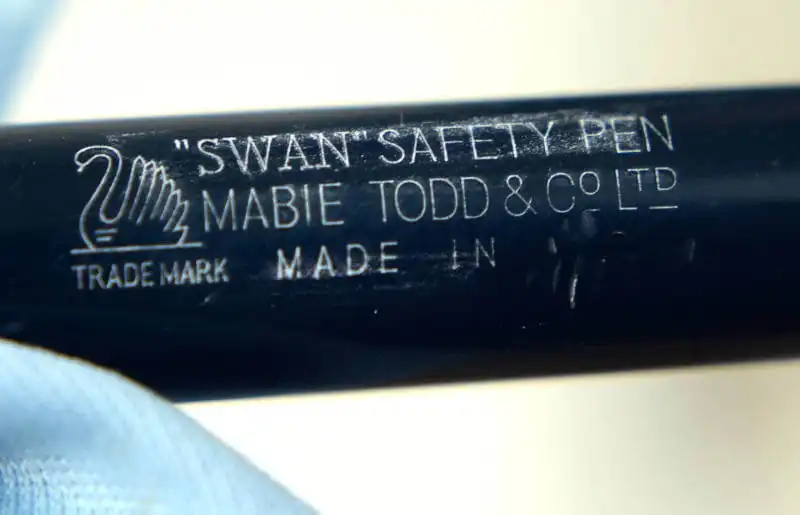 "SWAN" SAFETY PEN
MABIE TODD & Co LTD
TRADE MARK
MADE IN